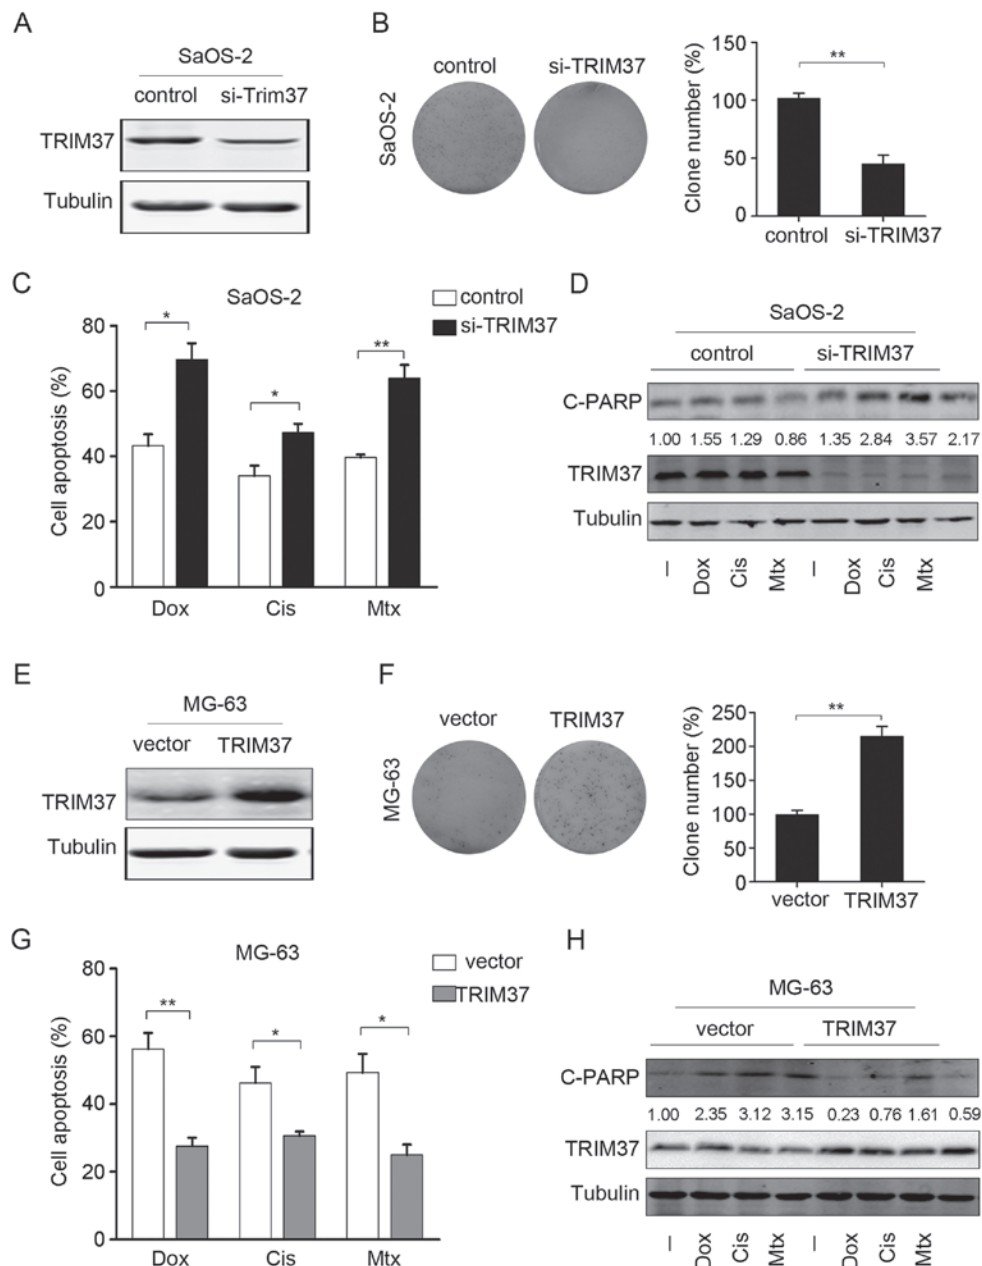 A
SaOS-2
control si-Trim37
TRIM37
Tubulin
B
control si-TRIM37
SaOS-2
Clone number (%)
150
100
50
0
**
control si-TRIM37
C
SaOS-2
control
si-TRIM37
Cell apoptosis (%)
80
60
40
20
0
* * **
Dox Cis Mtx
D
SaOS-2
control si-TRIM37
C-PARP
1.00 1.55 1.29 0.86 1.35 2.84 3.57 2.17
TRIM37
Tubulin
– Dox Cis Mtx – Dox Cis Mtx
E
MG-63
vector TRIM37
TRIM37
Tubulin
F
vector TRIM37
MG-63
Clone number (%)
250
200
150
100
50
0
**
vector TRIM37
G
MG-63
vector
TRIM37
Cell apoptosis (%)
80
60
40
20
0
** * *
Dox Cis Mtx
H
MG-63
vector TRIM37
C-PARP
1.00 2.35 3.12 3.15 0.23 0.76 1.61 0.59
TRIM37
Tubulin
– Dox Cis Mtx – Dox Cis Mtx